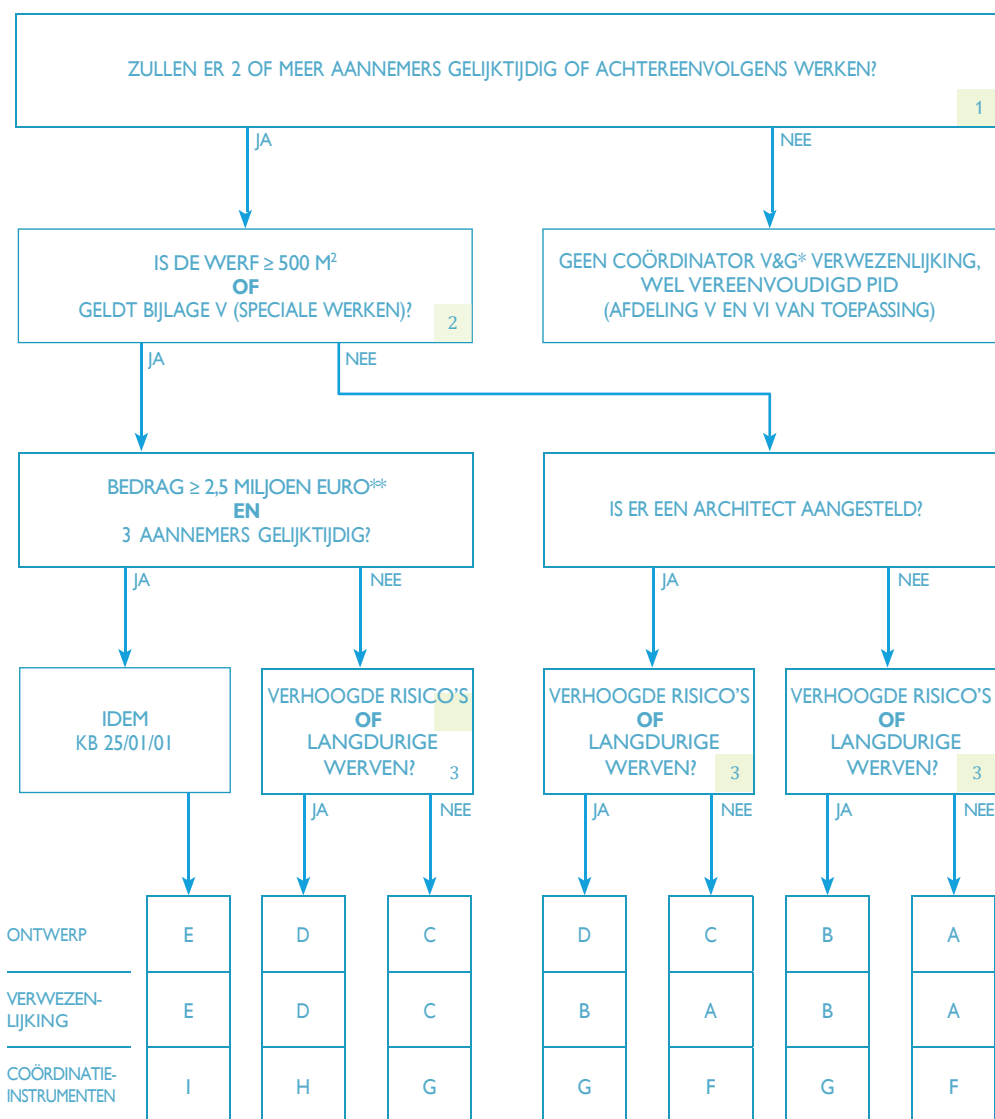 ZULLEN ER 2 OF MEER AANNEMERS GELIJKTIJDIG OF ACHTEREENVOLGENS WERKEN?
1
JA
NEE
IS DE WERF ≥ 500 M²
OF
GELDT BIJLAGE V (SPECIALE WERKEN)?
2
GEEN COÖRDINATOR V&G* VERWEZENLIJKING,
WEL VEREENVOUDIGD PID
(AFDELING V EN VI VAN TOEPASSING)
JA
NEE
BEDRAG ≥ 2,5 MILJOEN EURO**
EN
3 AANNEMERS GELIJKTIJDIG?
IS ER EEN ARCHITECT AANGESTELD?
JA
NEE
JA
NEE
IDEM
KB 25/01/01
VERHOOGDE RISICO'S
OF
LANGDURIGE
WERVEN?
3
VERHOOGDE RISICO'S
OF
LANGDURIGE
WERVEN?
3
VERHOOGDE RISICO'S
OF
LANGDURIGE
WERVEN?
3
JA
NEE
JA
NEE
JA
NEE
ONTWERP E D C D C B A
VERWEZEN-
LIJKING E D C B A B A
COÖRDINATIE-
INSTRUMENTEN I H G G F G F